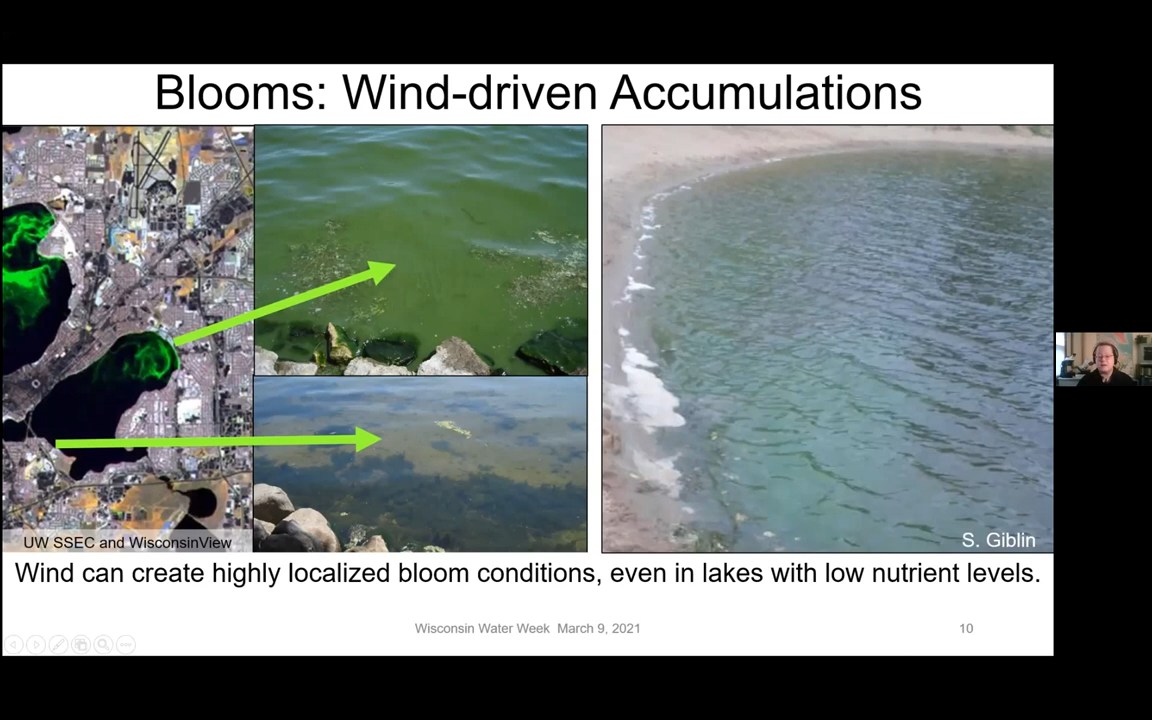 Blooms: Wind-driven Accumulations
UW SSEC and WisconsinView
S. Giblin
Wind can create highly localized bloom conditions, even in lakes with low nutrient levels.
Wisconsin Water Week March 9, 2021
10